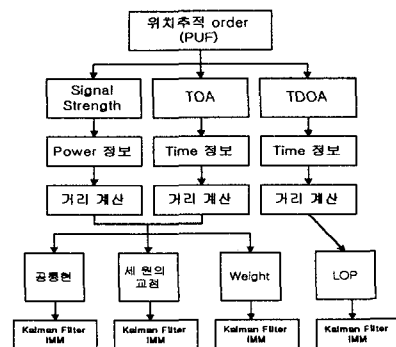 위치추적 order
(PUF)
Signal
Strength
TOA
TDOA
Power 정보
Time 정보
Time 정보
거리 계산
거리 계산
거리 계산
공통현
세 원의
교점
Weight
LOP
Kalman Filter
IMM
Kalman Filter
IMM
Kalman Filter
IMM
Kalman Filter
IMM